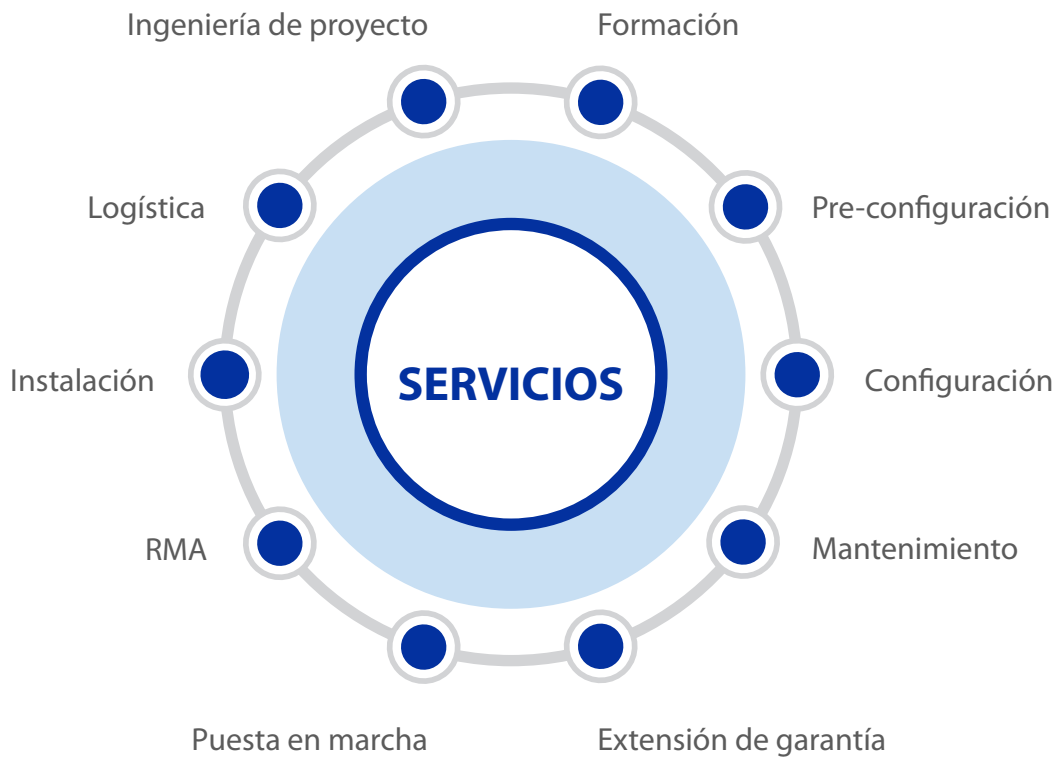 Ingeniería de proyecto
Formación
Logística
Pre-configuración
Instalación
SERVICIOS
Configuración
RMA
Mantenimiento
Puesta en marcha
Extensión de garantía